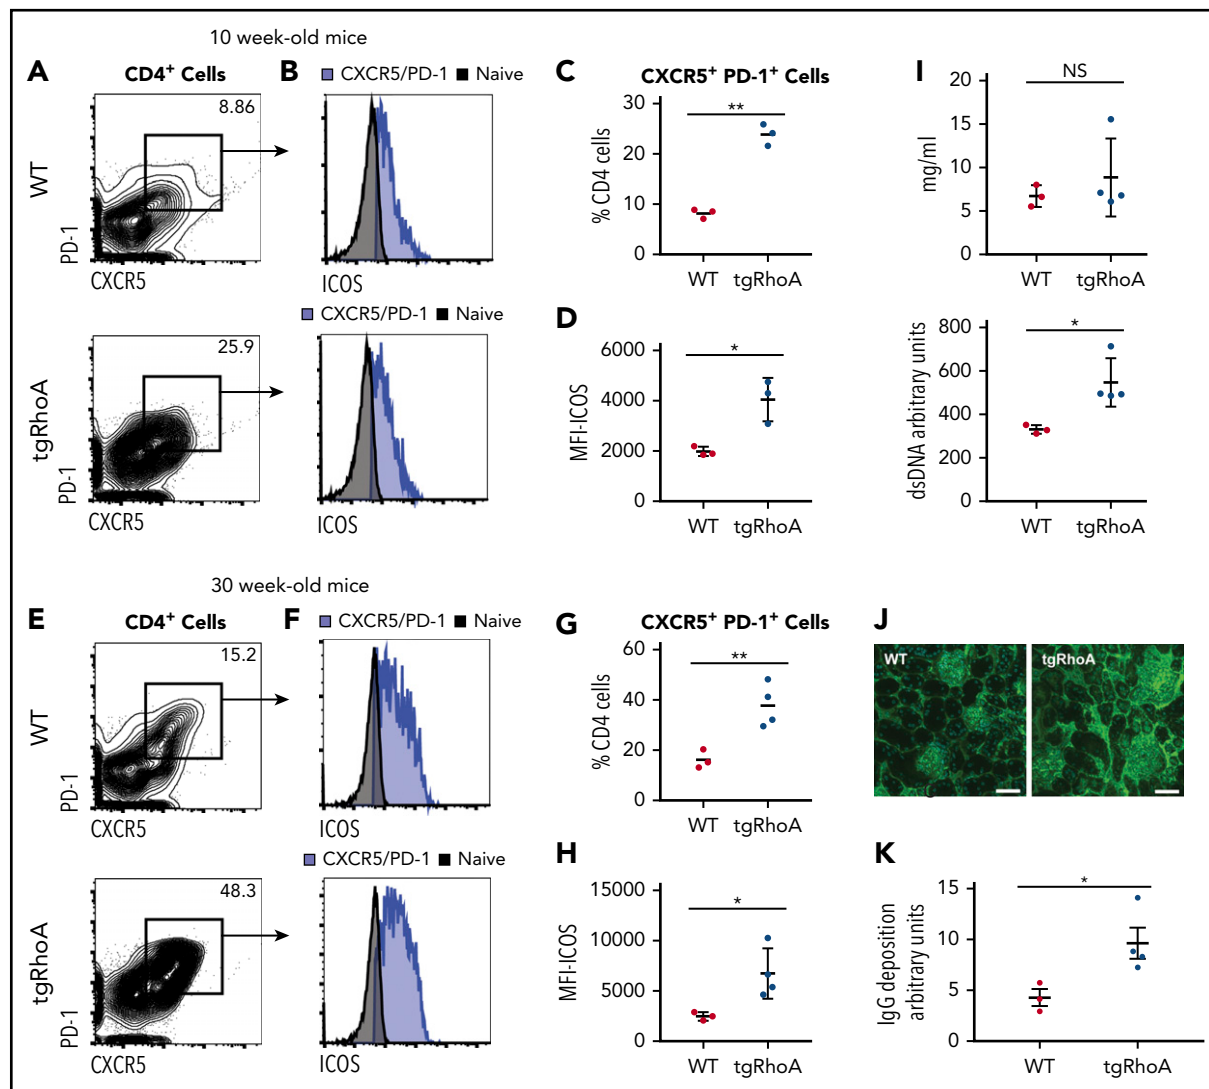 10 week-old mice
A
CD4+ Cells
WT
8.86
PD-1
CXCR5
tgRhoA
25.9
PD-1
CXCR5
B
CXCR5/PD-1 Naive
ICOS
CXCR5/PD-1 Naive
ICOS
C
CXCR5+ PD-1+ Cells
% CD4 cells
30
20
10
0
**
WT tgRhoA
D
MFI-ICOS
6000
4000
2000
0
*
WT tgRhoA
I
mg/ml
20
15
10
5
0
NS
WT tgRhoA
dsDNA arbitrary units
800
600
400
200
0
*
WT tgRhoA
30 week-old mice
E
CD4+ Cells
WT
15.2
PD-1
CXCR5
tgRhoA
48.3
PD-1
CXCR5
F
CXCR5/PD-1 Naive
ICOS
CXCR5/PD-1 Naive
ICOS
G
CXCR5+ PD-1+ Cells
% CD4 cells
60
40
20
0
**
WT tgRhoA
H
MFI-ICOS
15000
10000
5000
0
*
WT tgRhoA
J
WT
tgRhoA
K
IgG deposition
arbitrary units
15
10
5
0
*
WT tgRhoA